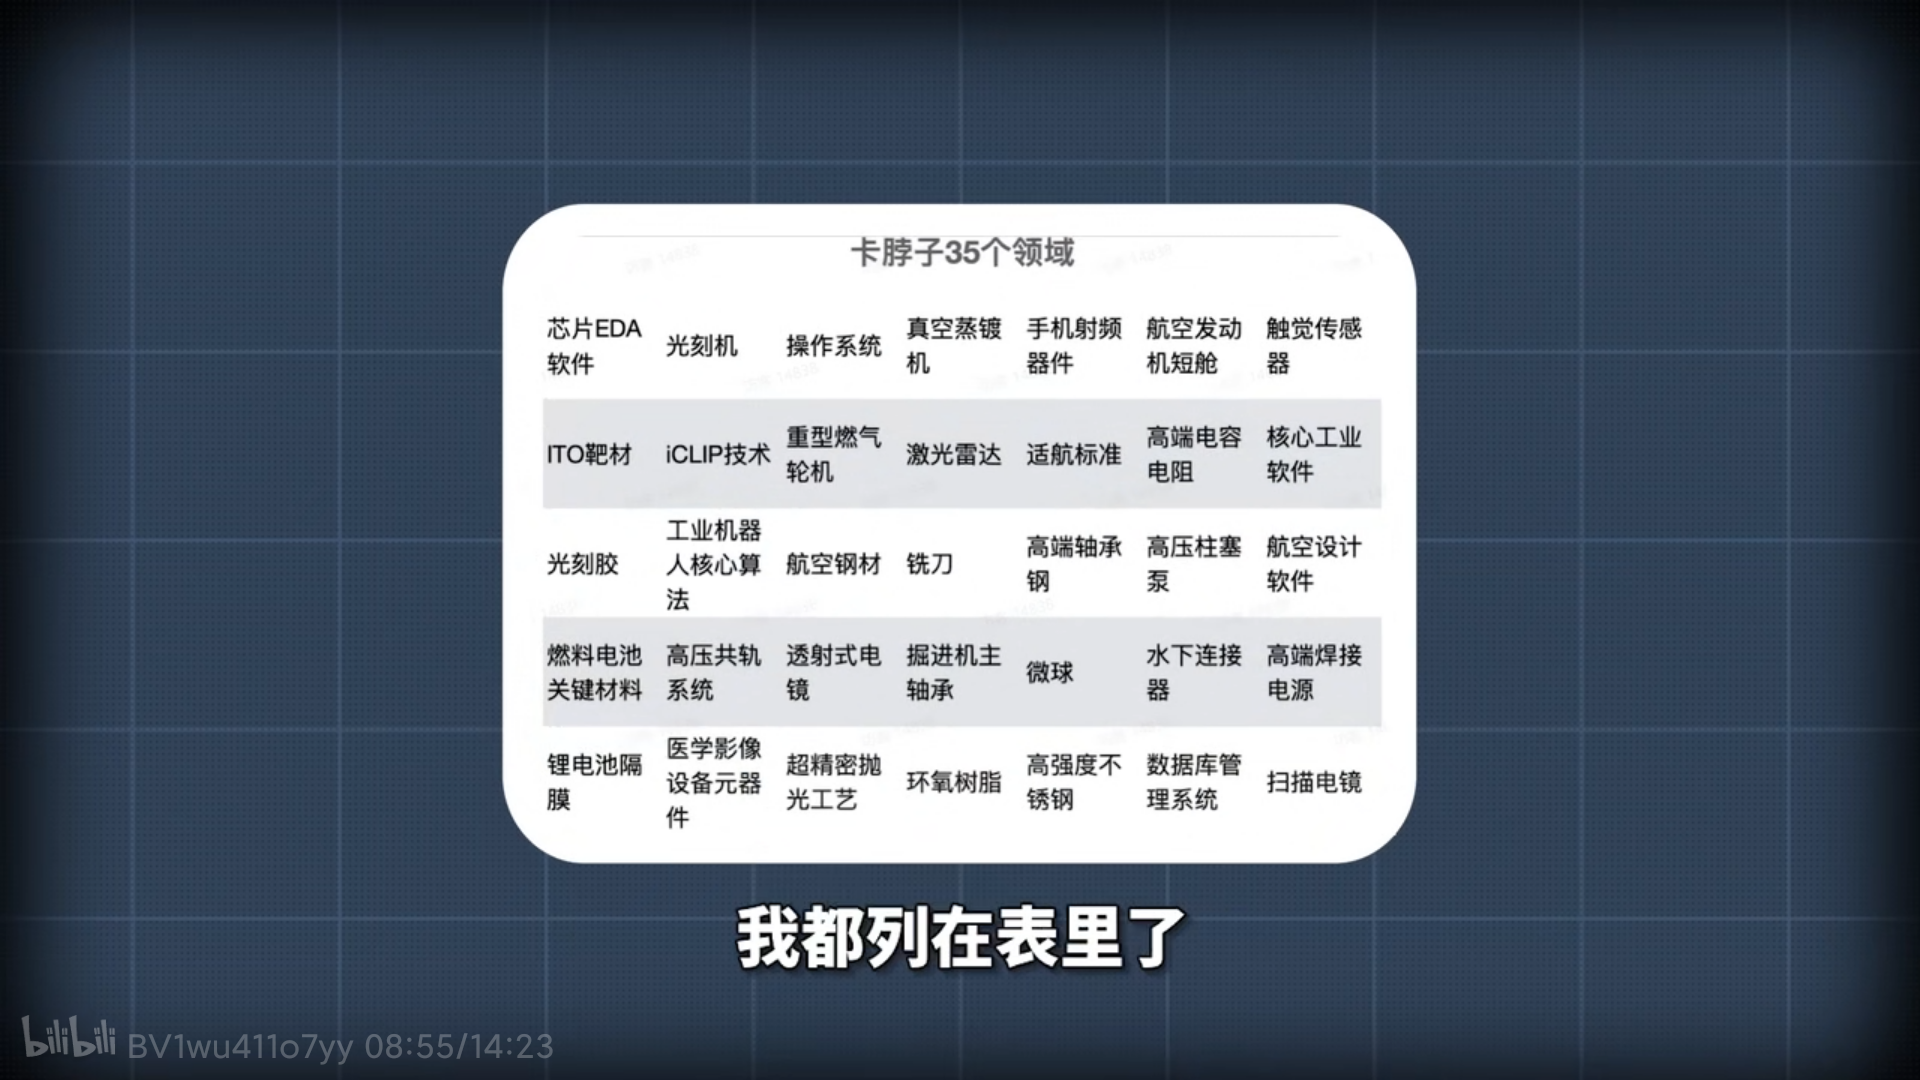 卡脖子35个领域
芯片EDA软件 光刻机 操作系统 真空蒸镀机 手机射频器件 航空发动机短舱 触觉传感器
ITO靶材 iCLIP技术 重型燃气轮机 激光雷达 适航标准 高端电容电阻 核心工业软件
光刻胶 工业机器人核心算法 航空钢材 铣刀 高端轴承钢 高压柱塞泵 航空设计软件
燃料电池关键材料 高压共轨系统 透射式电镜 掘进机主轴承 微球 水下连接器 高端焊接电源
锂电池隔膜 医学影像设备元器件 超精密抛光工艺 环氧树脂 高强度不锈钢 数据库管理系统 扫描电镜
我都列在表里了
bilibili BV1wu411o7yy 08:55/14:23